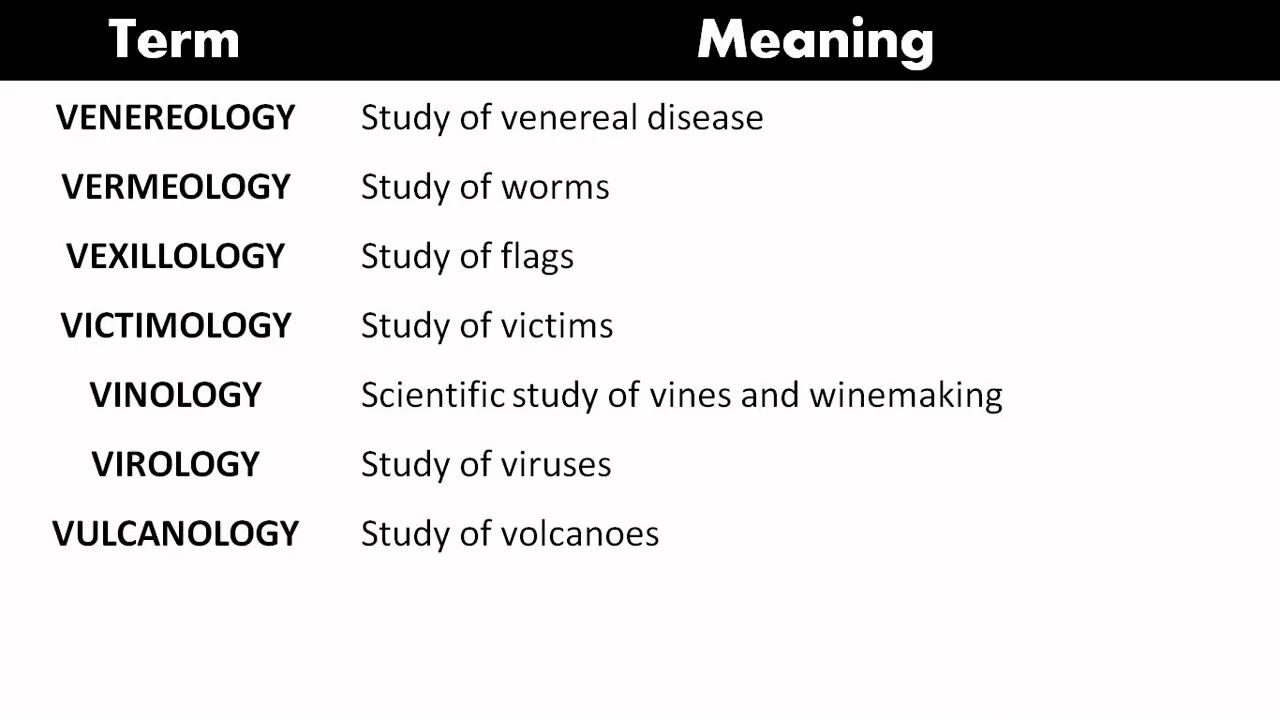 Term Meaning
VENEREOLOGY Study of venereal disease
VERMEOLOGY Study of worms
VEXILLOLOGY Study of flags
VICTIMOLOGY Study of victims
VINOLOGY Scientific study of vines and winemaking
VIROLOGY Study of viruses
VULCANOLOGY Study of volcanoes